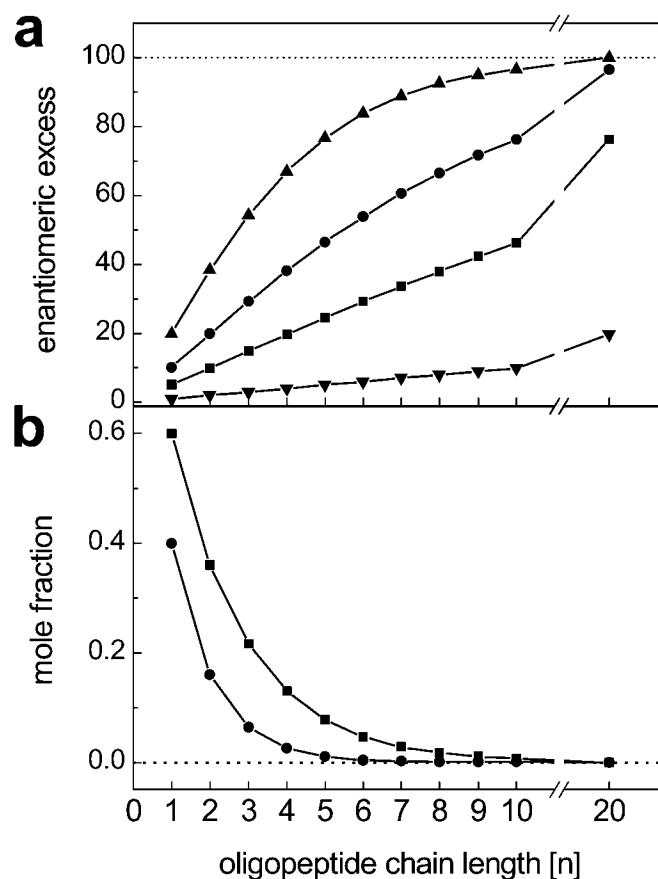 a
100
80
60
40
20
0
enantiomeric excess
b
0.6
0.4
0.2
0.0
mole fraction
0 1 2 3 4 5 6 7 8 9 10 20
oligopeptide chain length [n]